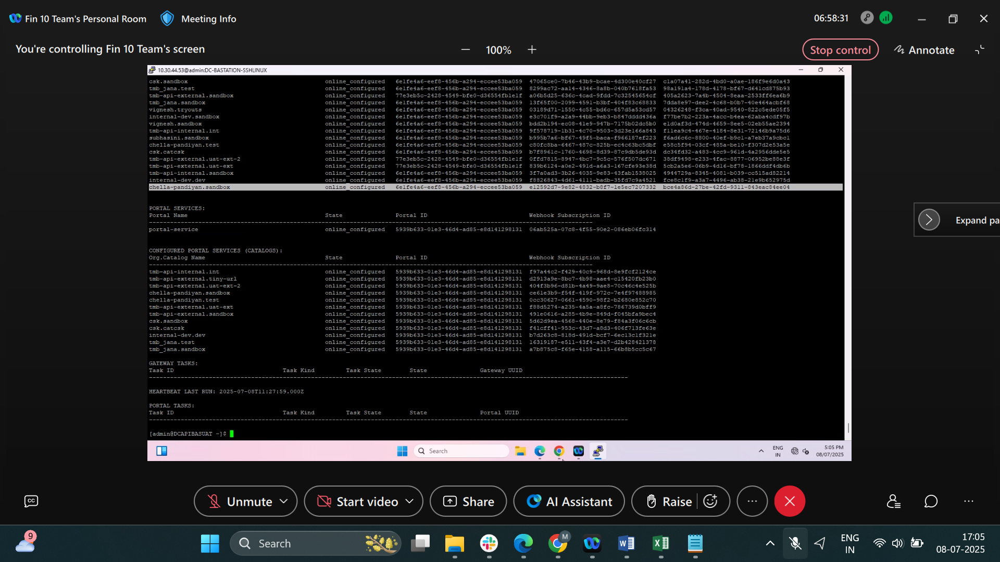 Fin 10 Team's Personal Room Meeting Info 06:58:31
You're controlling Fin 10 Team's screen 100% Stop control Annotate
10.30.44.53@admin:DC-BASTATION-SSHLINUX
csk.sandbox online_configured 6e1fe4a6-eef8-456b-a294-eccee53ba059 47065ce0-7b46-43b9-bcae-4d300e40cf27 c1a07a41-282d-4bd0-a0ae-186f9e6d0a43
tmb_jana.test online_configured 6e1fe4a6-eef8-456b-a294-eccee53ba059 8299ac72-aa14-4346-8a8b-040b7618fa53 98a191a4-178d-4178-bf67-d641cd875b93
tmb-api-external.sandbox online_configured 77e3eb5c-2428-4549-bfe0-d36554fb1e1f a06b5d25-636c-4cad-9fdd-7c32545654cf 405a2623-7a4b-4504-8eaa-2533ff6ea6b9
tmb_jana.sandbox online_configured 6e1fe4a6-eef8-456b-a294-eccee53ba059 13f65f00-2099-4591-b3bf-404f83c68833 7dda8e97-dee2-4c68-b0b7-40e464acbf68
vignesh.tryouts online_configured 6e1fe4a6-eef8-456b-a294-eccee53ba059 03189d71-1550-4c55-bd6c-657d5a53cd57 04326248-f3ca-40ad-9540-822c5ede05f5
internal-dev.sandbox online_configured 6e1fe4a6-eef8-456b-a294-eccee53ba059 e3c701f9-a2a9-44bb-9eb3-b847dddd436a f77be7b2-223a-4acc-b4ea-62aba4cdf97b
vignesh.sandbox online_configured 6e1fe4a6-eef8-456b-a294-eccee53ba059 bdd2b194-ec08-41e9-947b-7175b02dc5b0 e1d0af3d-474d-4659-8ee5-02eb55ae2394
tmb-api-internal.int online_configured 6e1fe4a6-eef8-456b-a294-eccee53ba059 9f578719-1b31-4c70-9503-3d23e166a843 f11ea9c4-467e-4184-8e31-72146b9a75d6
subhasini.sandbox online_configured 6e1fe4a6-eef8-456b-a294-eccee53ba059 b995b7a6-bf67-49f5-baca-f966187ef223 f6ad6c6c-8800-40ef-b9c1-a7eb37a9cbc1
chella-pandiyan.test online_configured 6e1fe4a6-eef8-456b-a294-eccee53ba059 c80fc8ba-6467-487c-825b-ec4c63bc5dbf e58c5f94-03cf-485a-be10-f307d2e53a5e
csk.catcsk online_configured 6e1fe4a6-eef8-456b-a294-eccee53ba059 b7f8961c-1760-4698-8d39-87c9db5de93d dc34fd32-a483-4cc9-961d-4a2956dde5e5
tmb-api-external.uat-ext-2 online_configured 77e3eb5c-2428-4549-bfe0-d36554fb1e1f 0ffd7815-8947-4bc7-9c5c-576f507dc671 38df9498-e233-4fac-8877-06952be88e3f
tmb-api-external.uat-ext online_configured 77e3eb5c-2428-4549-bfe0-d36554fb1e1f 839b6124-a0e2-491d-a6a3-167cfe93e38d 5cb2a5e6-06b9-4d16-bf78-1866ddf4db6b
tmb-api-internal.sandbox online_configured 6e1fe4a6-eef8-456b-a294-eccee53ba059 3f7a0ad3-3b26-4035-9e83-43fab1538025 4944729a-8345-4081-b039-cc515ad82214
internal-dev.dev online_configured 6e1fe4a6-eef8-456b-a294-eccee53ba059 f8826843-4d61-4111-badb-35fd7c9a4521 fce8c1f9-a3a7-4496-ab38-21e9b652975d
chella-pandiyan.sandbox online_configured 6e1fe4a6-eef8-456b-a294-eccee53ba059 e12592d7-9e82-4832-b8f7-1e5ec7207332 bce4a86d-27be-42fd-9311-843eac84ee04
PORTAL SERVICES:
Portal Name State Portal ID Webhook Subscription ID
portal-service online_configured 5939b633-01e3-46d4-ad85-e8d141298131 06ab525a-07c8-4f55-90e2-086eb06fc314
CONFIGURED PORTAL SERVICES (CATALOGS):
Org.Catalog Name State Portal ID Webhook Subscription ID
tmb-api-internal.int online_configured 5939b633-01e3-46d4-ad85-e8d141298131 f97a44c2-f429-40c9-968d-8e9fcf2124ce
tmb-api-external.tiny-url online_configured 5939b633-01e3-46d4-ad85-e8d141298131 d2913a9e-8bc7-4b98-aae4-c15420fb23b0
tmb-api-external.uat-ext-2 online_configured 5939b633-01e3-46d4-ad85-e8d141298131 404f3b96-d81b-4a49-9ae8-70c46c4e525b
chella-pandiyan.sandbox online_configured 5939b633-01e3-46d4-ad85-e8d141298131 ce61e3b9-f54f-419f-972c-7e4f97488985
chella-pandiyan.test online_configured 5939b633-01e3-46d4-ad85-e8d141298131 0cc30627-0661-4590-98f2-b2680e852c70
tmb-api-external.uat-ext online_configured 5939b633-01e3-46d4-ad85-e8d141298131 f88d5274-a235-4a5a-a8fc-786739d0bff9
tmb-api-external.sandbox online_configured 5939b633-01e3-46d4-ad85-e8d141298131 491e0616-a285-4b9e-849d-f045bfa9bec4
csk.sandbox online_configured 5939b633-01e3-46d4-ad85-e8d141298131 5d62d9ea-4568-440e-8e79-f84a3f06c6cb
csk.catcsk online_configured 5939b633-01e3-46d4-ad85-e8d141298131 f41cff41-953c-43d7-a8d3-406f713fe63e
internal-dev.dev online_configured 5939b633-01e3-46d4-ad85-e8d141298131 b7d263c8-818d-491d-bcf7-6ec13c1f321e
tmb_jana.test online_configured 5939b633-01e3-46d4-ad85-e8d141298131 16319187-e511-43f4-a3e7-d2b428421378
tmb_jana.sandbox online_configured 5939b633-01e3-46d4-ad85-e8d141298131 a7b875c8-f65e-4158-a115-66b8b5cc5c67
GATEWAY TASKS:
Task ID Task Kind Task State State Gateway UUID
HEARTBEAT LAST RUN: 2025-07-08T11:27:59.000Z
PORTAL TASKS:
Task ID Task Kind Task State State Portal UUID
[admin@DCAPIBASUAT ~]$
Expand pa
Search ENG IN 5:05 PM 08/07/2025
CC Unmute Start video Share AI Assistant Raise
9 Search M ENG IN 17:05 08-07-2025